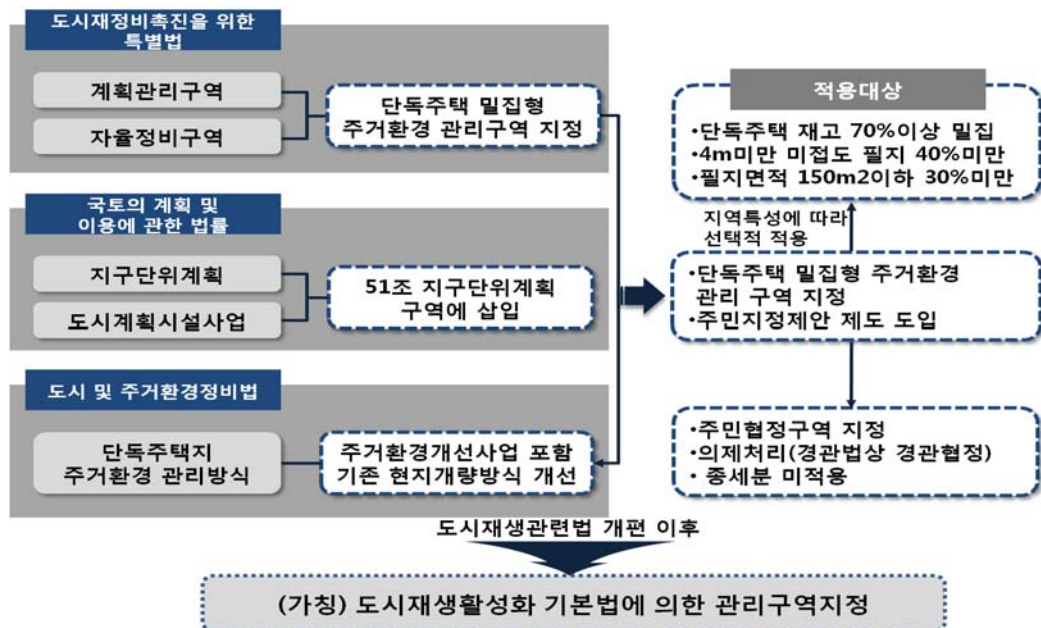 도시재정비촉진을 위한
특별법
계획관리구역
자율정비구역
단독주택 밀집형
주거환경 관리구역 지정
국토의 계획 및
이용에 관한 법률
지구단위계획
도시계획시설사업
51조 지구단위계획
구역에 삽입
도시 및 주거환경정비법
단독주택지
주거환경 관리방식
주거환경개선사업 포함
기존 현지개량방식 개선
적용대상
•단독주택 재고 70%이상 밀집
•4m미만 미접도 필지 40%미만
•필지면적 150m2이하 30%미만
지역특성에 따라
선택적 적용
•단독주택 밀집형 주거환경
관리 구역 지정
•주민지정제안 제도 도입
•주민협정구역 지정
•의제처리(경관법상 경관협정)
• 종세분 미적용
도시재생관련법 개편 이후
(가칭) 도시재생활성화 기본법에 의한 관리구역지정